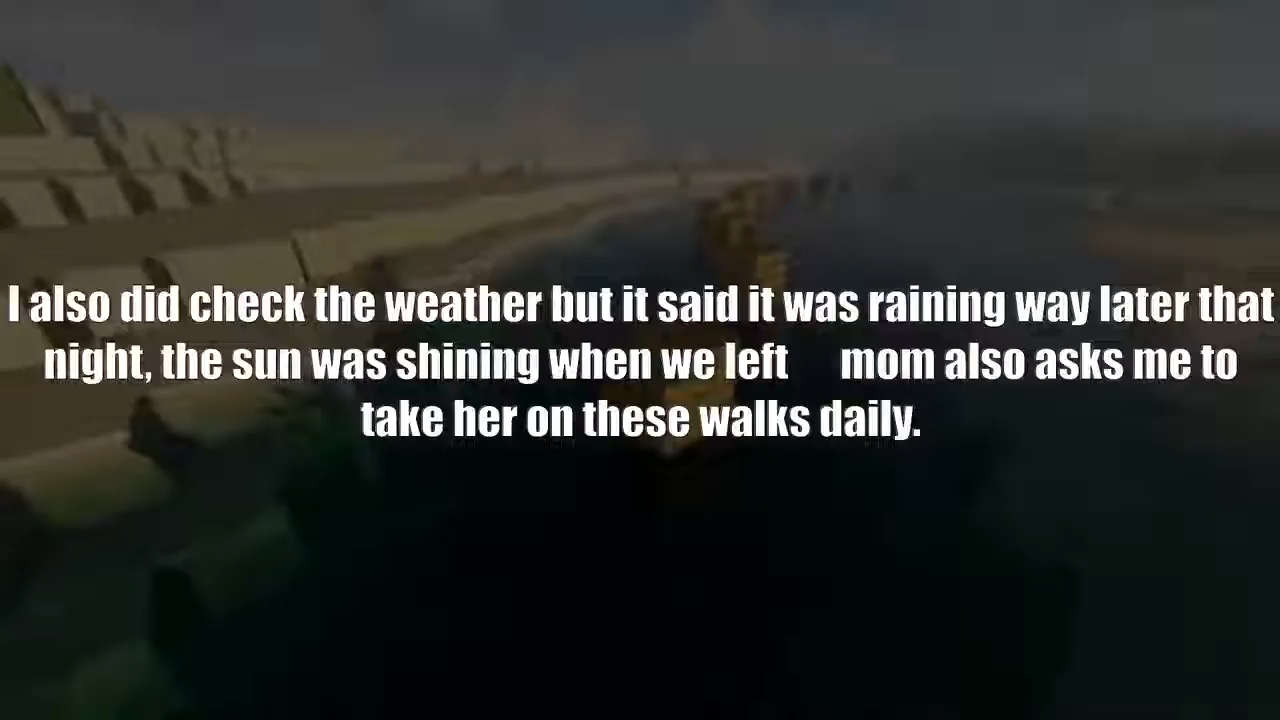 I also did check the weather but it said it was raining way later that
night, the sun was shining when we left mom also asks me to
take her on these walks daily.